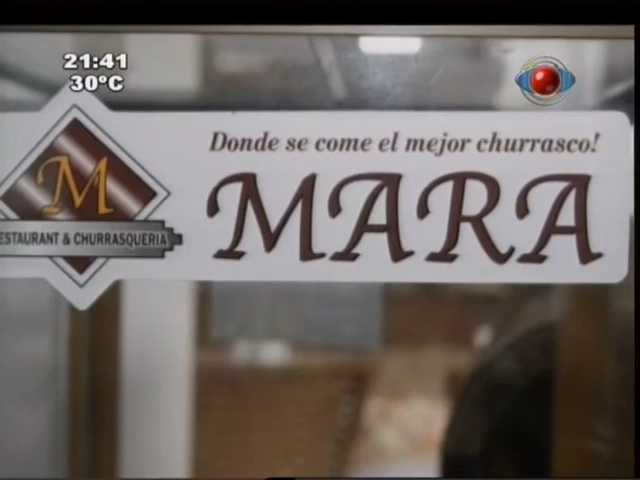 21:41
30°C
Donde se come el mejor churrasco!
MARA
M
ESTAURANT & CHURRASQUERIA